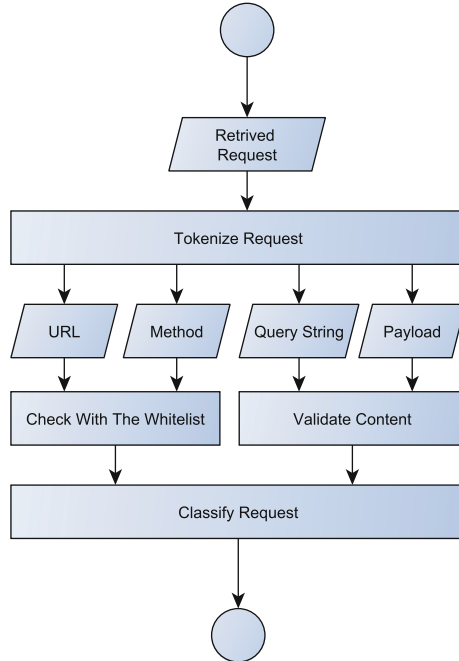 Retrived
Request
Tokenize Request
URL
Method
Query String
Payload
Check With The Whitelist
Validate Content
Classify Request